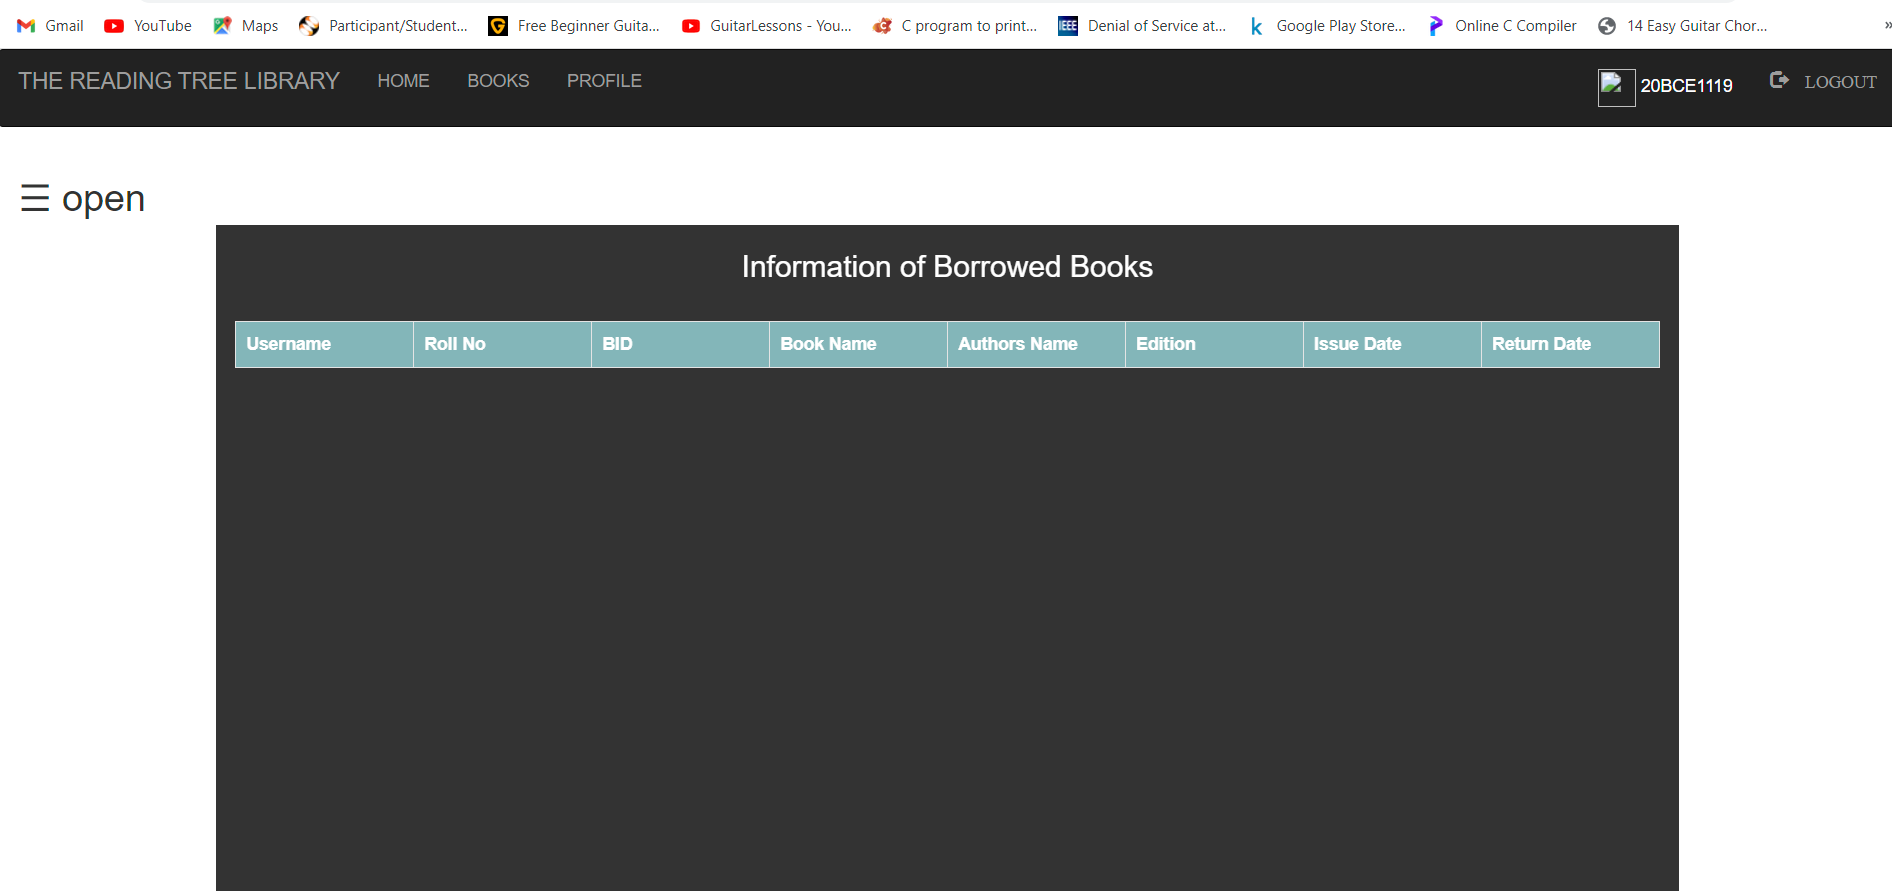 Gmail YouTube Maps Participant/Student... Free Beginner Guita... GuitarLessons - You... C program to print... IEEE Denial of Service at... Google Play Store... Online C Compiler 14 Easy Guitar Chor... »
THE READING TREE LIBRARY HOME BOOKS PROFILE 20BCE1119 LOGOUT
☰ open
Information of Borrowed Books
Username Roll No BID Book Name Authors Name Edition Issue Date Return Date